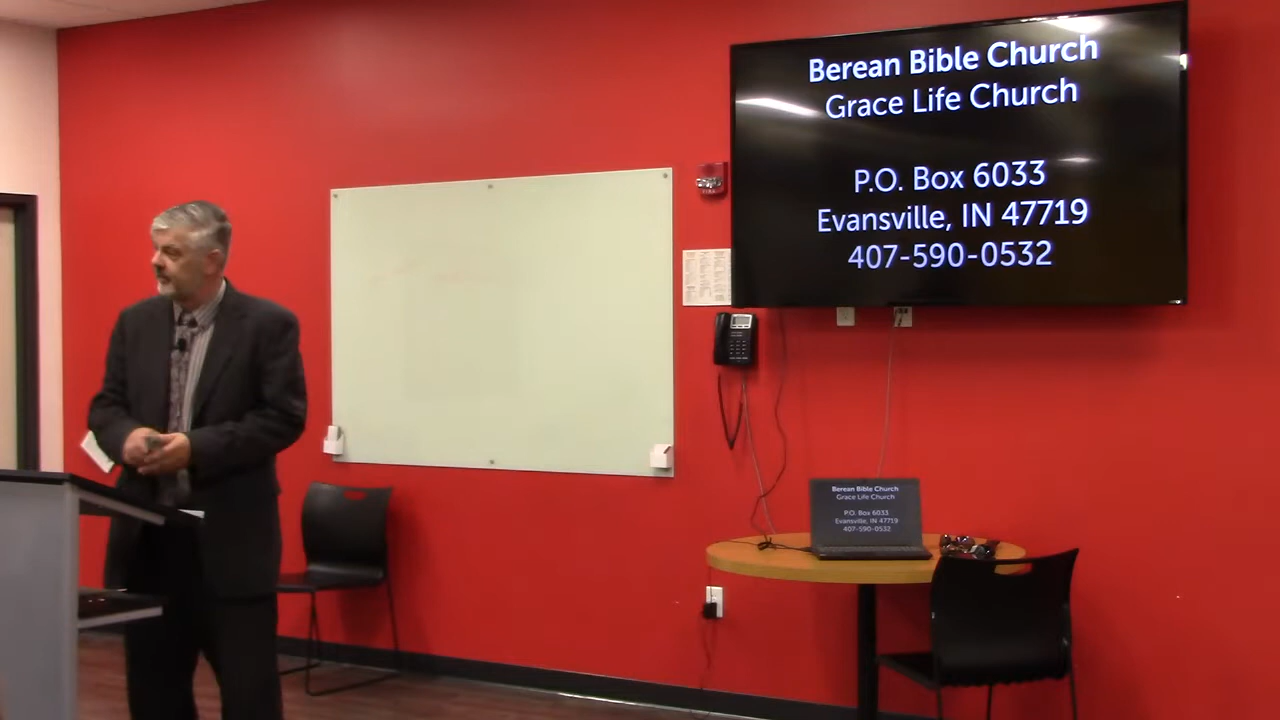 Berean Bible Church
Grace Life Church
P.O. Box 6033
Evansville, IN 47719
407-590-0532
Berean Bible Church
Grace Life Church
P.O. Box 6033
Evansville, IN 47719
407-590-0532